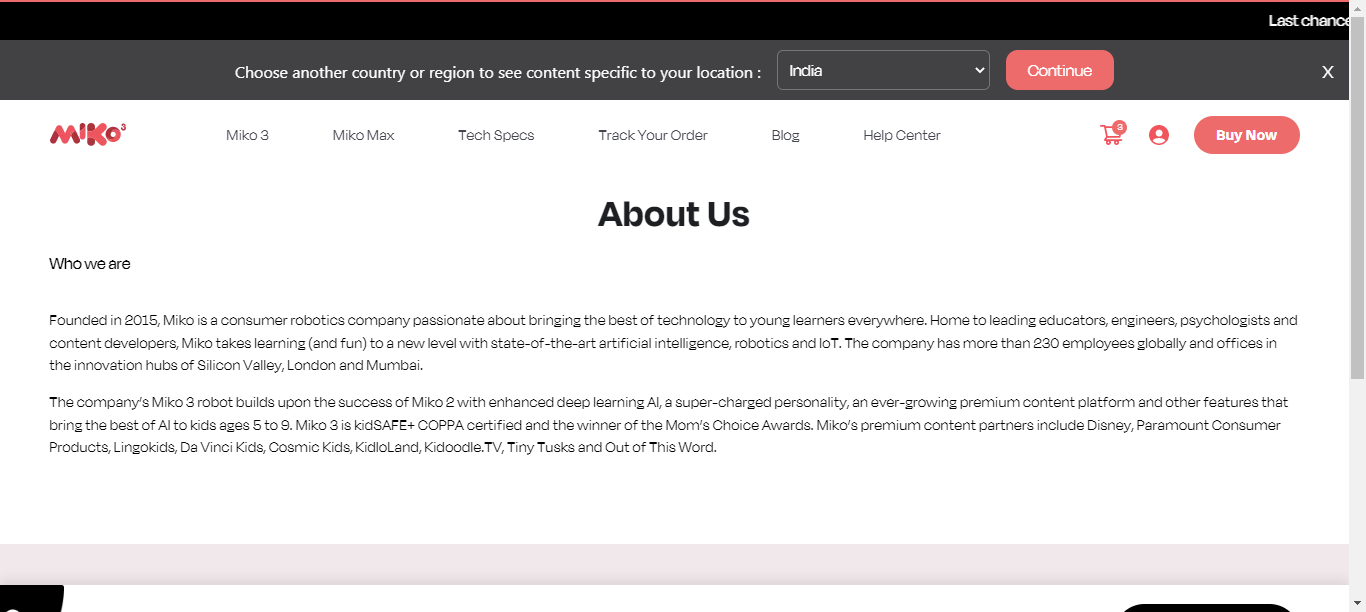 Last chance
Choose another country or region to see content specific to your location :
India
Continue
X
MIKO3
Miko 3
Miko Max
Tech Specs
Track Your Order
Blog
Help Center
3
Buy Now
About Us
Who we are
Founded in 2015, Miko is a consumer robotics company passionate about bringing the best of technology to young learners everywhere. Home to leading educators, engineers, psychologists and
content developers, Miko takes learning (and fun) to a new level with state-of-the-art artificial intelligence, robotics and IoT. The company has more than 230 employees globally and offices in
the innovation hubs of Silicon Valley, London and Mumbai.
The company's Miko 3 robot builds upon the success of Miko 2 with enhanced deep learning AI, a super-charged personality, an ever-growing premium content platform and other features that
bring the best of AI to kids ages 5 to 9. Miko 3 is kidSAFE+ COPPA certified and the winner of the Mom's Choice Awards. Miko's premium content partners include Disney, Paramount Consumer
Products, Lingokids, Da Vinci Kids, Cosmic Kids, KidloLand, Kidoodle.TV, Tiny Tusks and Out of This Word.